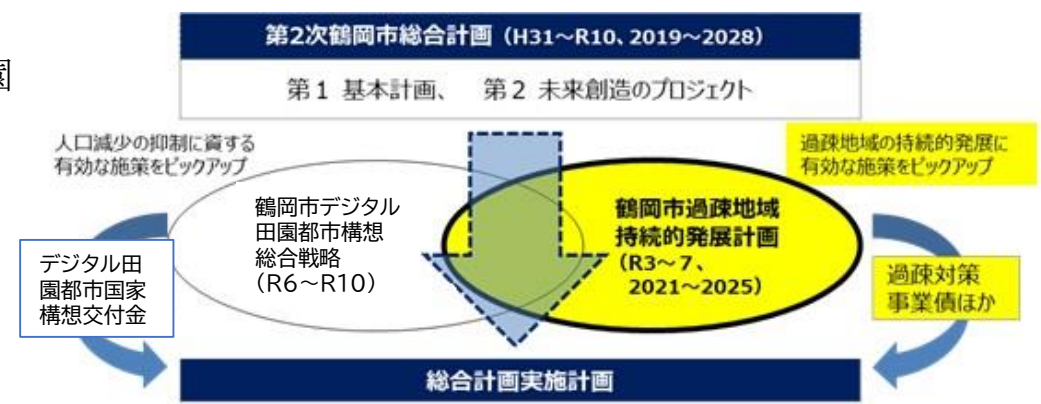 園
第2次鶴岡市総合計画（H31～R10、2019～2028）
第1 基本計画、 第2 未来創造のプロジェクト
人口減少の抑制に資する
有効な施策をピックアップ
過疎地域の持続的発展に
有効な施策をピックアップ
鶴岡市デジタル
田園都市構想
総合戦略
（R6～R10）
鶴岡市過疎地域
持続的発展計画
（R3～7、
2021～2025）
デジタル田
園都市国家
構想交付金
過疎対策
事業債ほか
総合計画実施計画